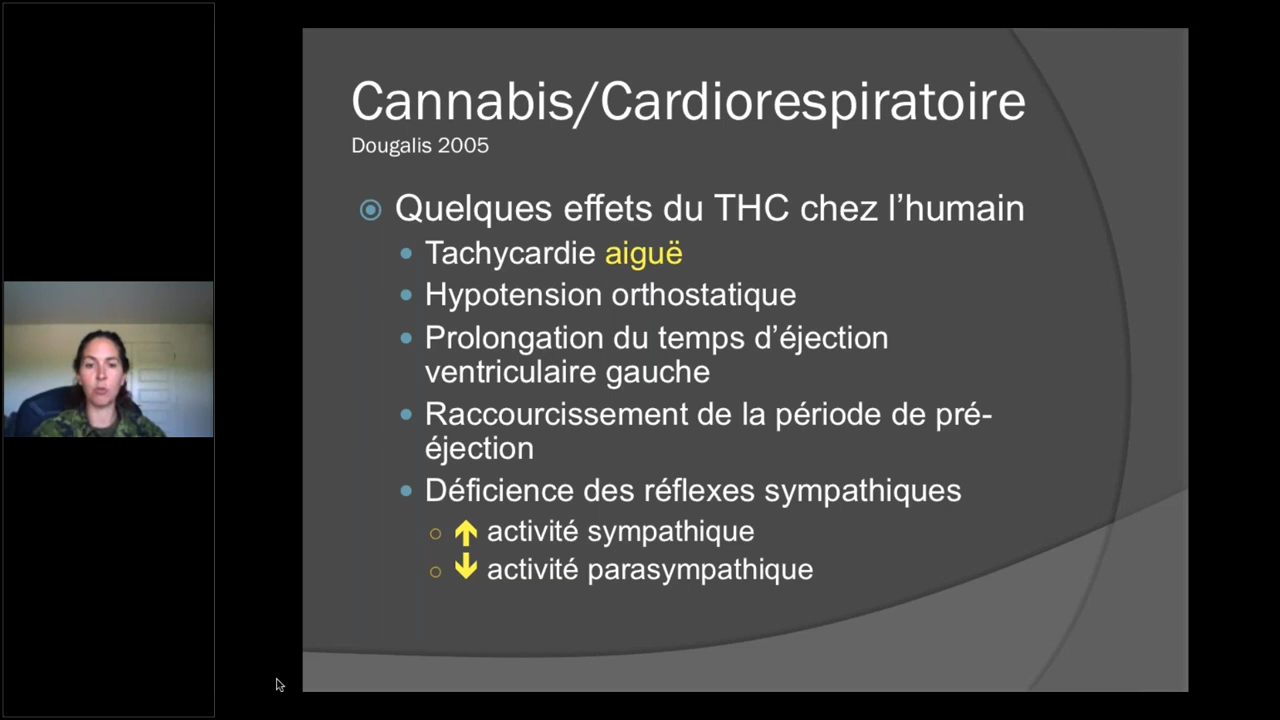 Cannabis/Cardiorespiratoire
Dougalis 2005
Quelques effets du THC chez l’humain
Tachycardie aiguë
Hypotension orthostatique
Prolongation du temps d’éjection
ventriculaire gauche
Raccourcissement de la période de pré-
éjection
Déficience des réflexes sympathiques
↑ activité sympathique
↓ activité parasympathique